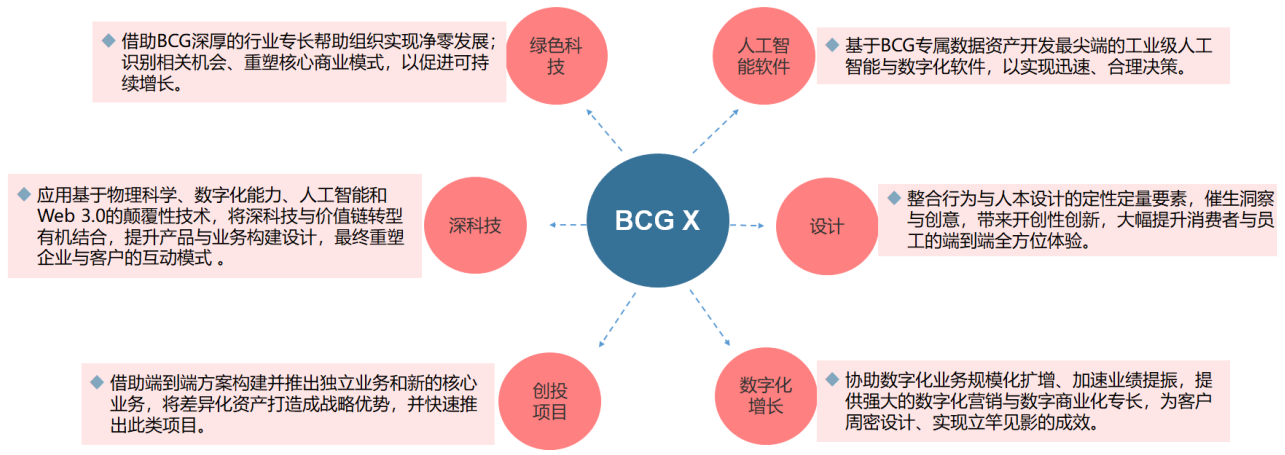 借助BCG深厚的行业专长帮助组织实现净零发展；
识别相关机会、重塑核心商业模式，以促进可持
续增长。
绿色科
技
人工智
能软件
基于BCG专属数据资产开发最尖端的工业级人工
智能与数字化软件，以实现迅速、合理决策。
应用基于物理科学、数字化能力、人工智能和
Web 3.0的颠覆性技术，将深科技与价值链转型
有机结合，提升产品与业务构建设计，最终重塑
企业与客户的互动模式 。
深科技
BCG X
设计
整合行为与人本设计的定性定量要素，催生洞察
与创意，带来开创性创新，大幅提升消费者与员
工的端到端全方位体验。
借助端到端方案构建并推出独立业务和新的核心
业务，将差异化资产打造成战略优势，并快速推
出此类项目。
创投
项目
数字化
增长
协助数字化业务规模化扩增、加速业绩提振，提
供强大的数字化营销与数字商业化专长，为客户
周密设计、实现立竿见影的成效。